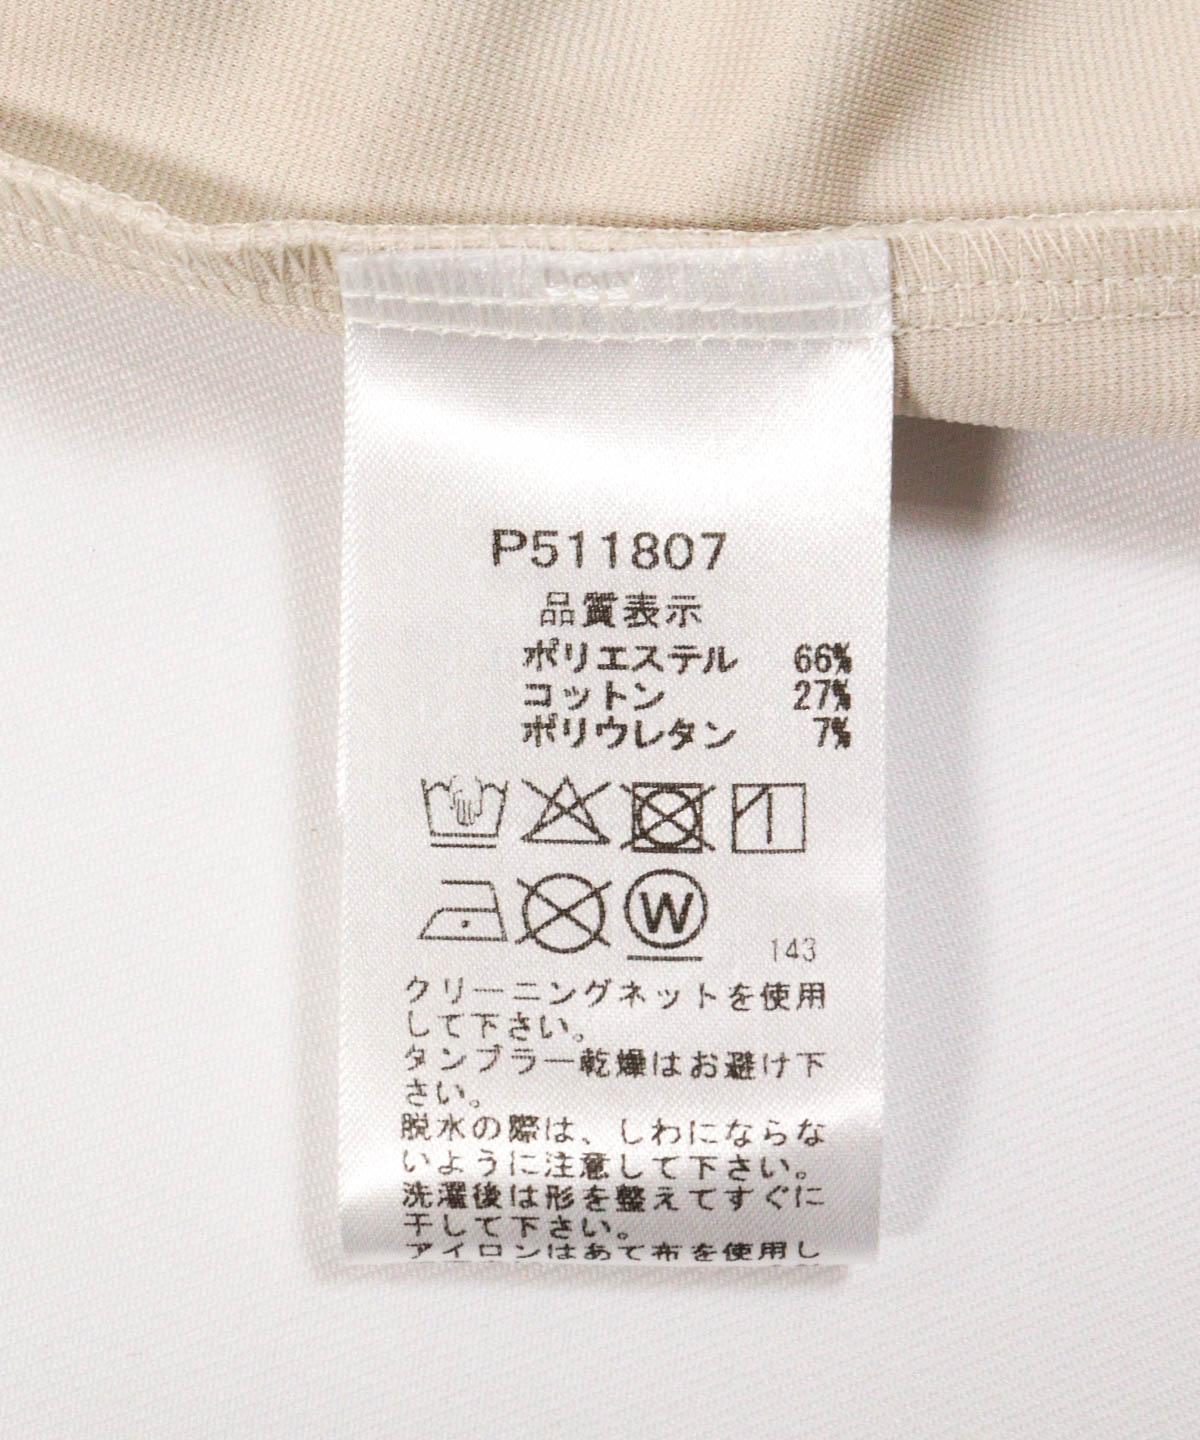 P511807
品質表示
ポリエステル 66%
コットン 27%
ポリウレタン 7%
W
143
クリーニングネットを使用
して下さい。
タンブラー乾燥はお避け下
さい。
脱水の際は、しわにならな
いように注意して下さい。
洗濯後は形を整えてすぐに
干して下さい。
アイロンはあて布を使用し